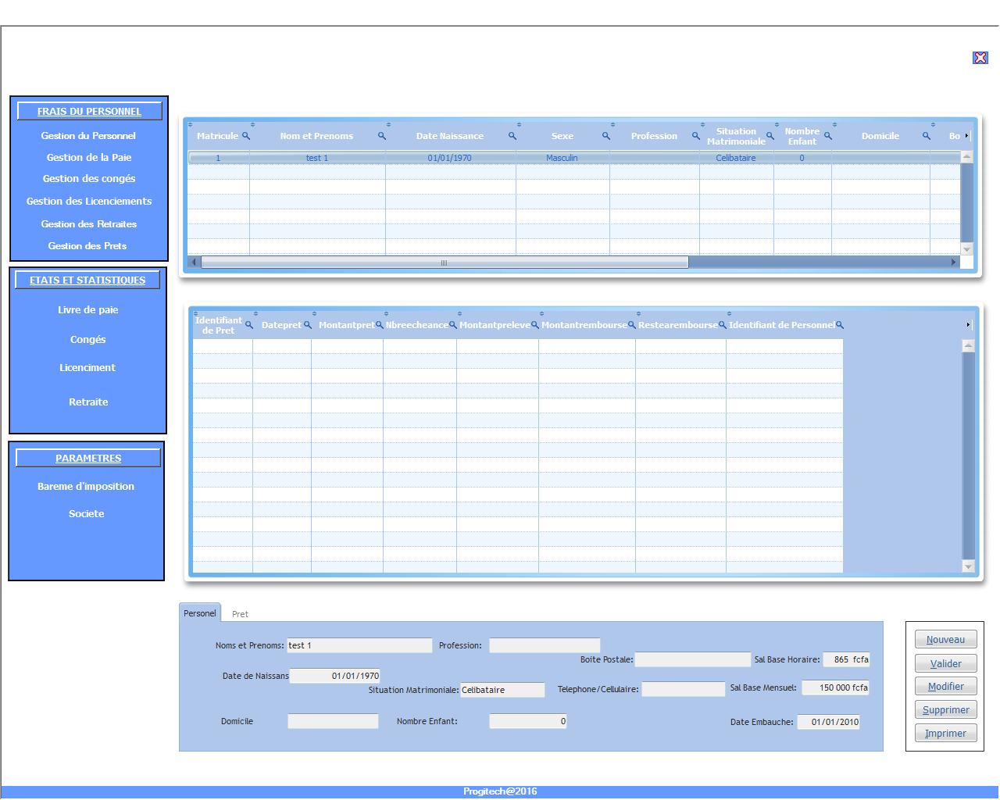 FRAIS DU PERSONNEL
Gestion du Personnel
Gestion de la Paie
Gestion des congés
Gestion des Licenciements
Gestion des Retraites
Gestion des Prets
ETATS ET STATISTIQUES
Livre de paie
Congés
Licenciment
Retraite
PARAMETRES
Bareme d'imposition
Societe
Matricule Nom et Prenoms Date Naissance Sexe Profession Situation Matrimoniale Nombre Enfant Domicile Bo
1 test 1 01/01/1970 Masculin Celibataire 0
Identifiant de Pret Datepret Montantpret Nbreecheance Montantpreleve Montantrembourse Restearembourse Identifiant de Personnel
Personel Pret
Noms et Prenoms: test 1 Profession:
Boite Postale: Sal Base Horaire: 865 fcfa
Date de Naissans 01/01/1970
Situation Matrimoniale: Celibataire Telephone/Cellulaire: Sal Base Mensuel: 150 000 fcfa
Domicile Nombre Enfant: 0 Date Embauche: 01/01/2010
Nouveau
Valider
Modifier
Supprimer
Imprimer
Progitech@2016